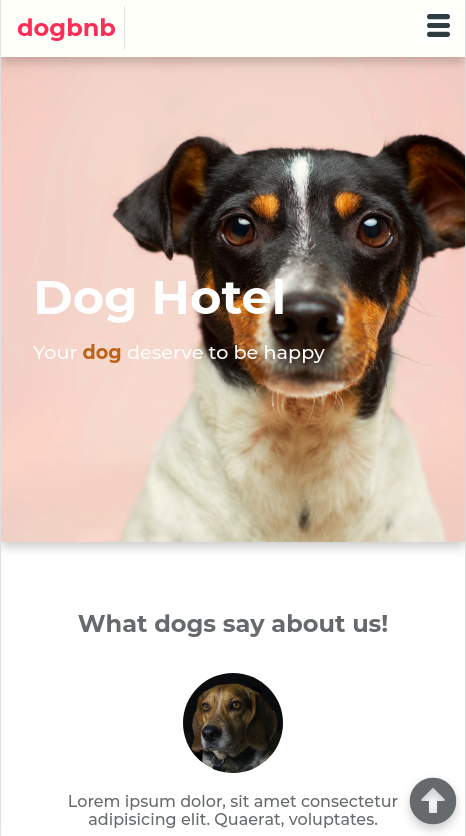 dogbnb
Dog Hotel
Your dog deserve to be happy
What dogs say about us!
Lorem ipsum dolor, sit amet consectetur
adipisicing elit. Quaerat, voluptates.